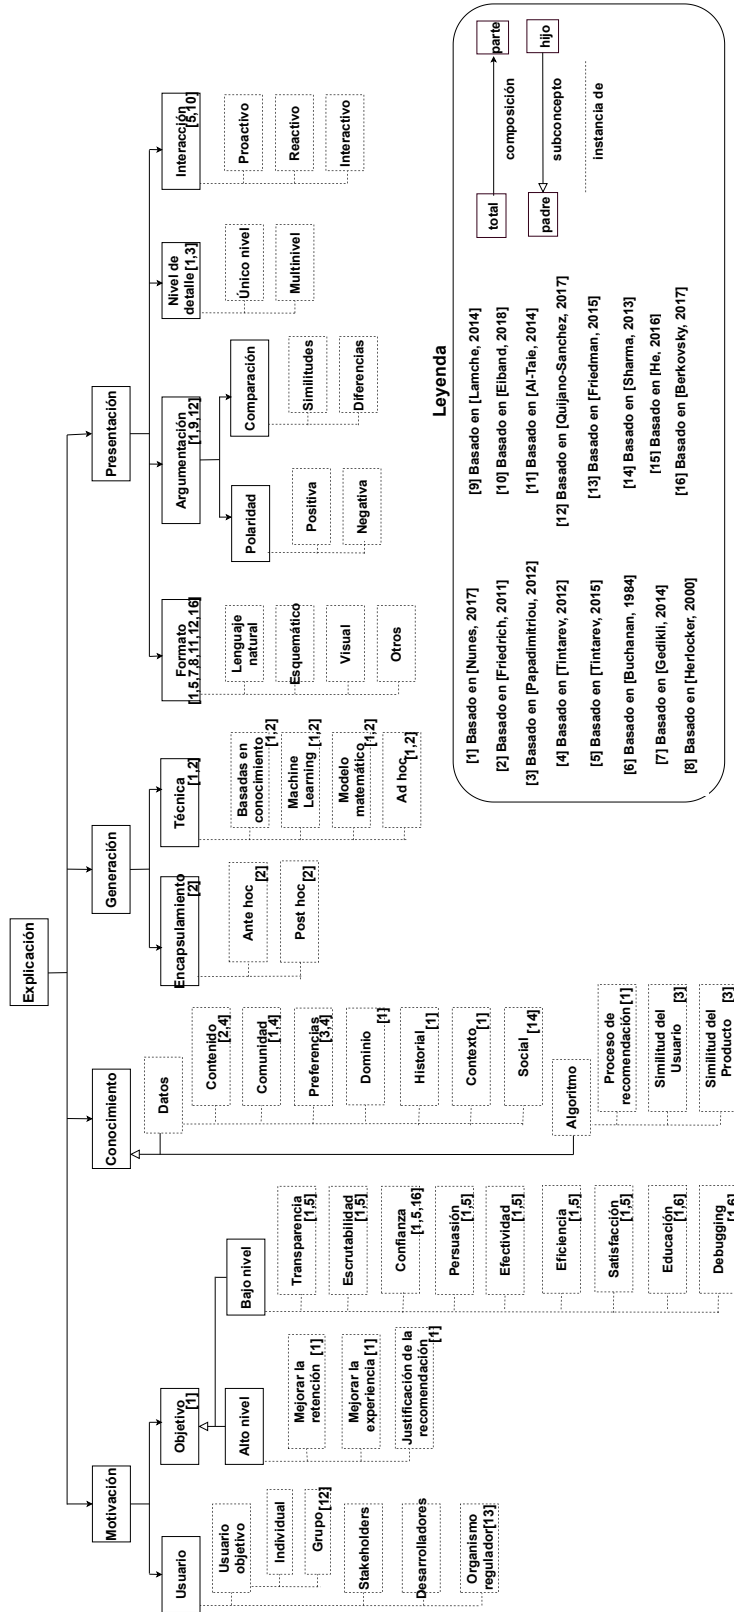 Explicación
Motivación
Conocimiento
Generación
Presentación
Usuario
Usuario
objetivo
Individual
Grupo[12]
Stakeholders
Desarrolladores
Organismo
regulador[13]
Objetivo
[1]
Alto nivel
Mejorar la
retención [1]
Mejorar la
experiencia [1]
Justificación de la
recomendación[1]
Bajo nivel
Transparencia
[1,5]
Escrutabilidad
[1,5]
Confianza
[1,5,16]
Persuasión
[1,5]
Efectividad
[1,5]
Eficiencia
[1,5]
Satisfacción
[1,5]
Educación
[1,6]
Debugging
[1,6]
Datos
Contenido
[2,4]
Comunidad
[1,4]
Preferencias
[3,4]
Dominio
[1]
Historial
[1]
Contexto
[1]
Social
[14]
Algoritmo
Proceso de
recomendación [1]
Similitud del
Usuario [3]
Similitud del
Producto [3]
Encapsulamiento
[2]
Ante hoc
[2]
Post hoc
[2]
Técnica
[1,2]
Basadas en
conocimiento
[1,2]
Machine
Learning [1,2]
Modelo
matemático[1,2]
Ad hoc
[1,2]
Formato
[1,5,7,8,11,12,16]
Lenguaje
natural
Esquemático
Visual
Otros
Argumentación
[1,9,12]
Polaridad
Positiva
Negativa
Comparación
Similitudes
Diferencias
Nivel de
detalle [1,3]
Único nivel
Multinivel
Interacción
[5,10]
Proactivo
Reactivo
Interactivo
Leyenda
[1] Basado en [Nunes, 2017]
[2] Basado en [Friedrich, 2011]
[3] Basado en [Papadimitriou, 2012]
[4] Basado en [Tintarev, 2012]
[5] Basado en [Tintarev, 2015]
[6] Basado en [Buchanan, 1984]
[7] Basado en [Gedikli, 2014]
[8] Basado en [Herlocker, 2000]
[9] Basado en [Lamche, 2014]
[10] Basado en [Eiband, 2018]
[11] Basado en [Al-Taie, 2014]
[12] Basado en [Quijano-Sanchez, 2017]
[13] Basado en [Friedman, 2015]
[14] Basado en [Sharma, 2013]
[15] Basado en [He, 2016]
[16] Basado en [Berkovsky, 2017]
total
parte
composición
padre
hijo
subconcepto
instancia de